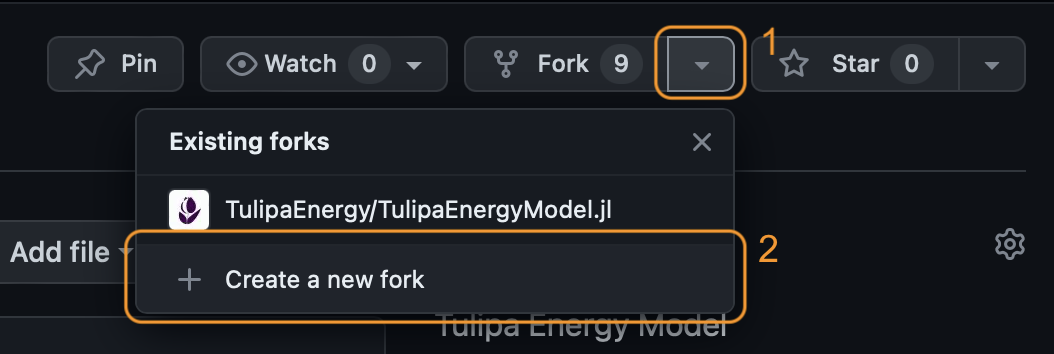 Pin
Watch 0
Fork 9
1
Star 0
Existing forks
TulipaEnergy/TulipaEnergyModel.jl
Add file
2
Create a new fork
Tulipa Energy Model